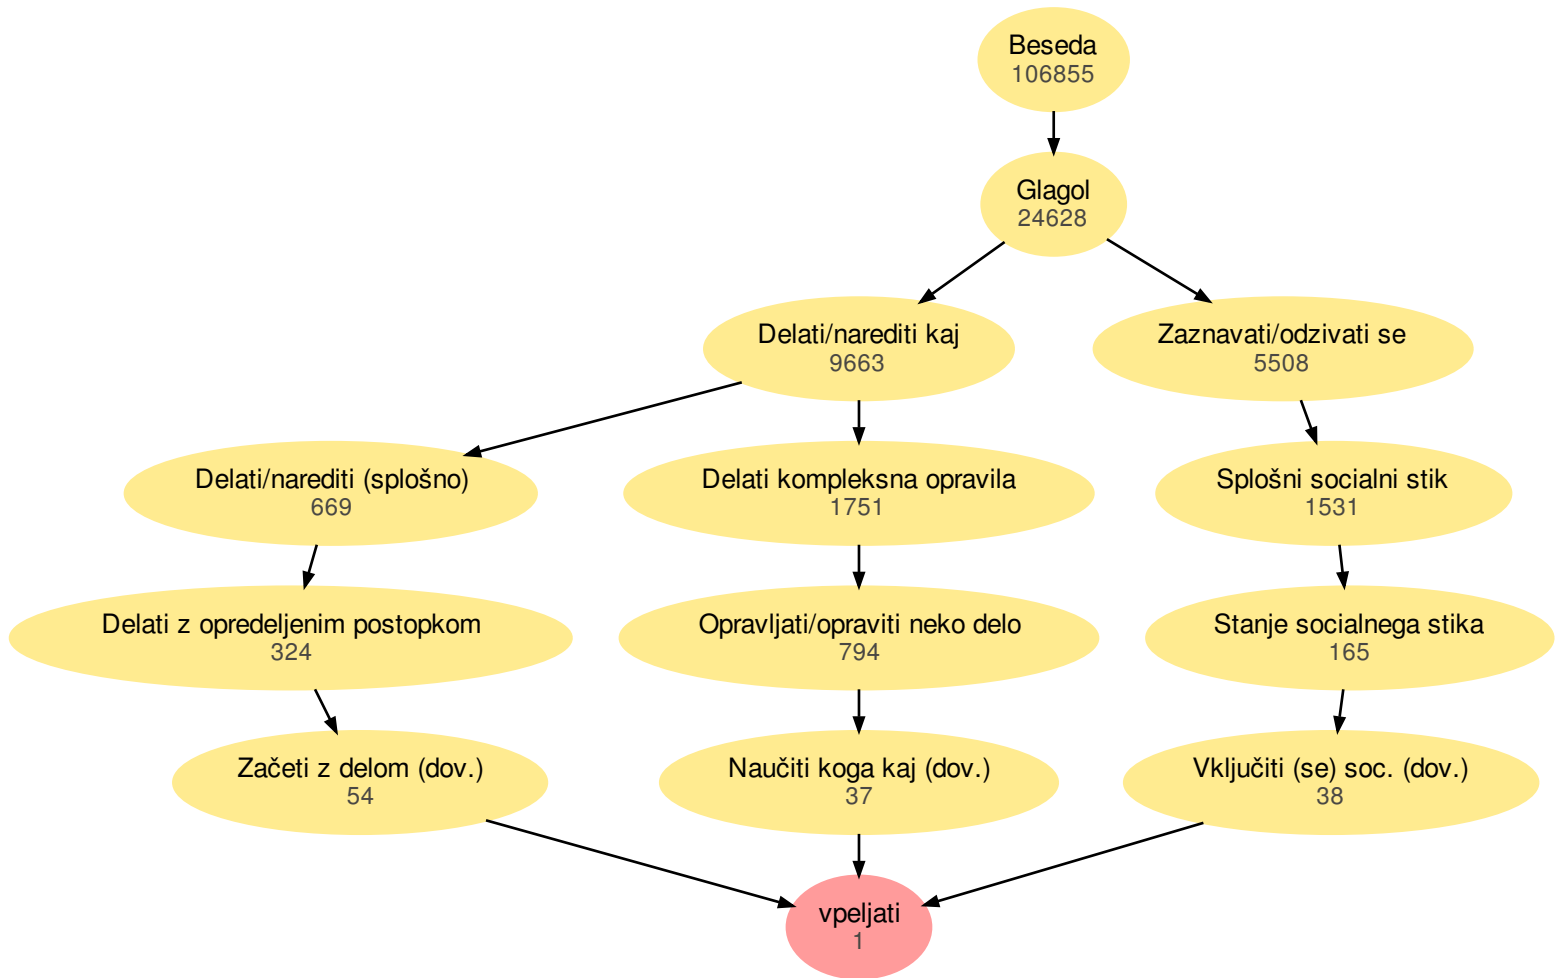 Beseda
106855
Glagol
24628
Delati/narediti kaj
9663
Zaznavati/odzivati se
5508
Delati/narediti (splošno)
669
Delati kompleksna opravila
1751
Splošni socialni stik
1531
Delati z opredeljenim postopkom
324
Opravljati/opraviti neko delo
794
Stanje socialnega stika
165
Začeti z delom (dov.)
54
Naučiti koga kaj (dov.)
37
Vključiti (se) soc. (dov.)
38
vpeljati
1